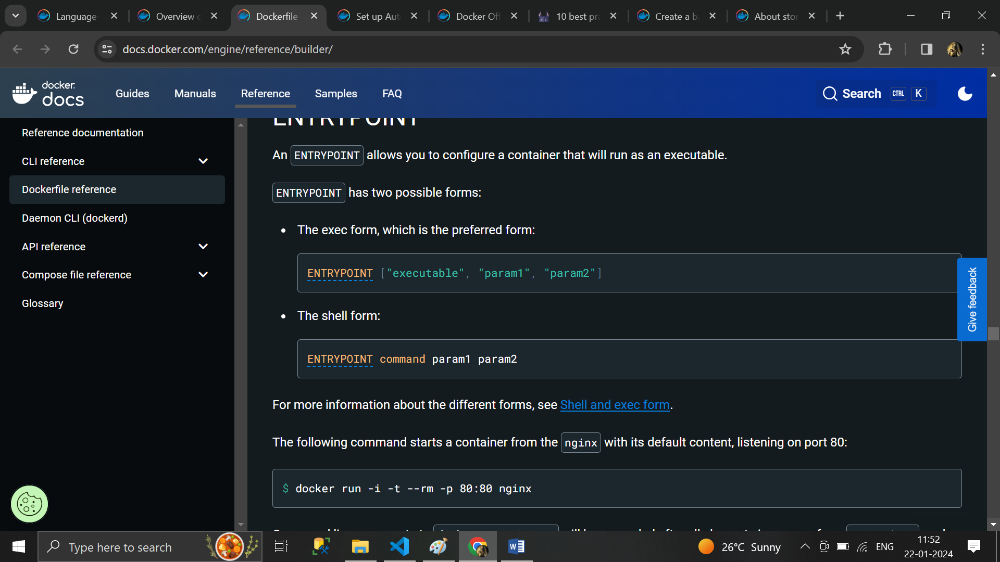 Language-
Overview c
Dockerfile
Set up Aut
Docker Off
10 best pra
Create a ba
About stor
docs.docker.com/engine/reference/builder/
docker
docs
Guides
Manuals
Reference
Samples
FAQ
Search
CTRL
K
Reference documentation
CLI reference
Dockerfile reference
Daemon CLI (dockerd)
API reference
Compose file reference
Glossary
ENTRYPOINT
An ENTRYPOINT allows you to configure a container that will run as an executable.
ENTRYPOINT has two possible forms:
• The exec form, which is the preferred form:
ENTRYPOINT ["executable", "param1", "param2"]
• The shell form:
ENTRYPOINT command param1 param2
For more information about the different forms, see Shell and exec form.
The following command starts a container from the nginx with its default content, listening on port 80:
$ docker run -i -t --rm -p 80:80 nginx
Give feedback
Type here to search
26°C Sunny
ENG
11:52
22-01-2024